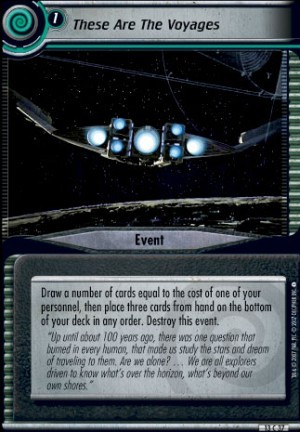 1
These Are The Voyages
Event
Draw a number of cards equal to the cost of one of your
personnel, then place three cards from hand on the bottom
of your deck in any order. Destroy this event.
"Up until about 100 years ago, there was one question that
burned in every human, that made us study the stars and dream
of traveling to them. Are we alone? … We are all explorers
driven to know what's over the horizon, what's beyond our
own shores."
13 C 37